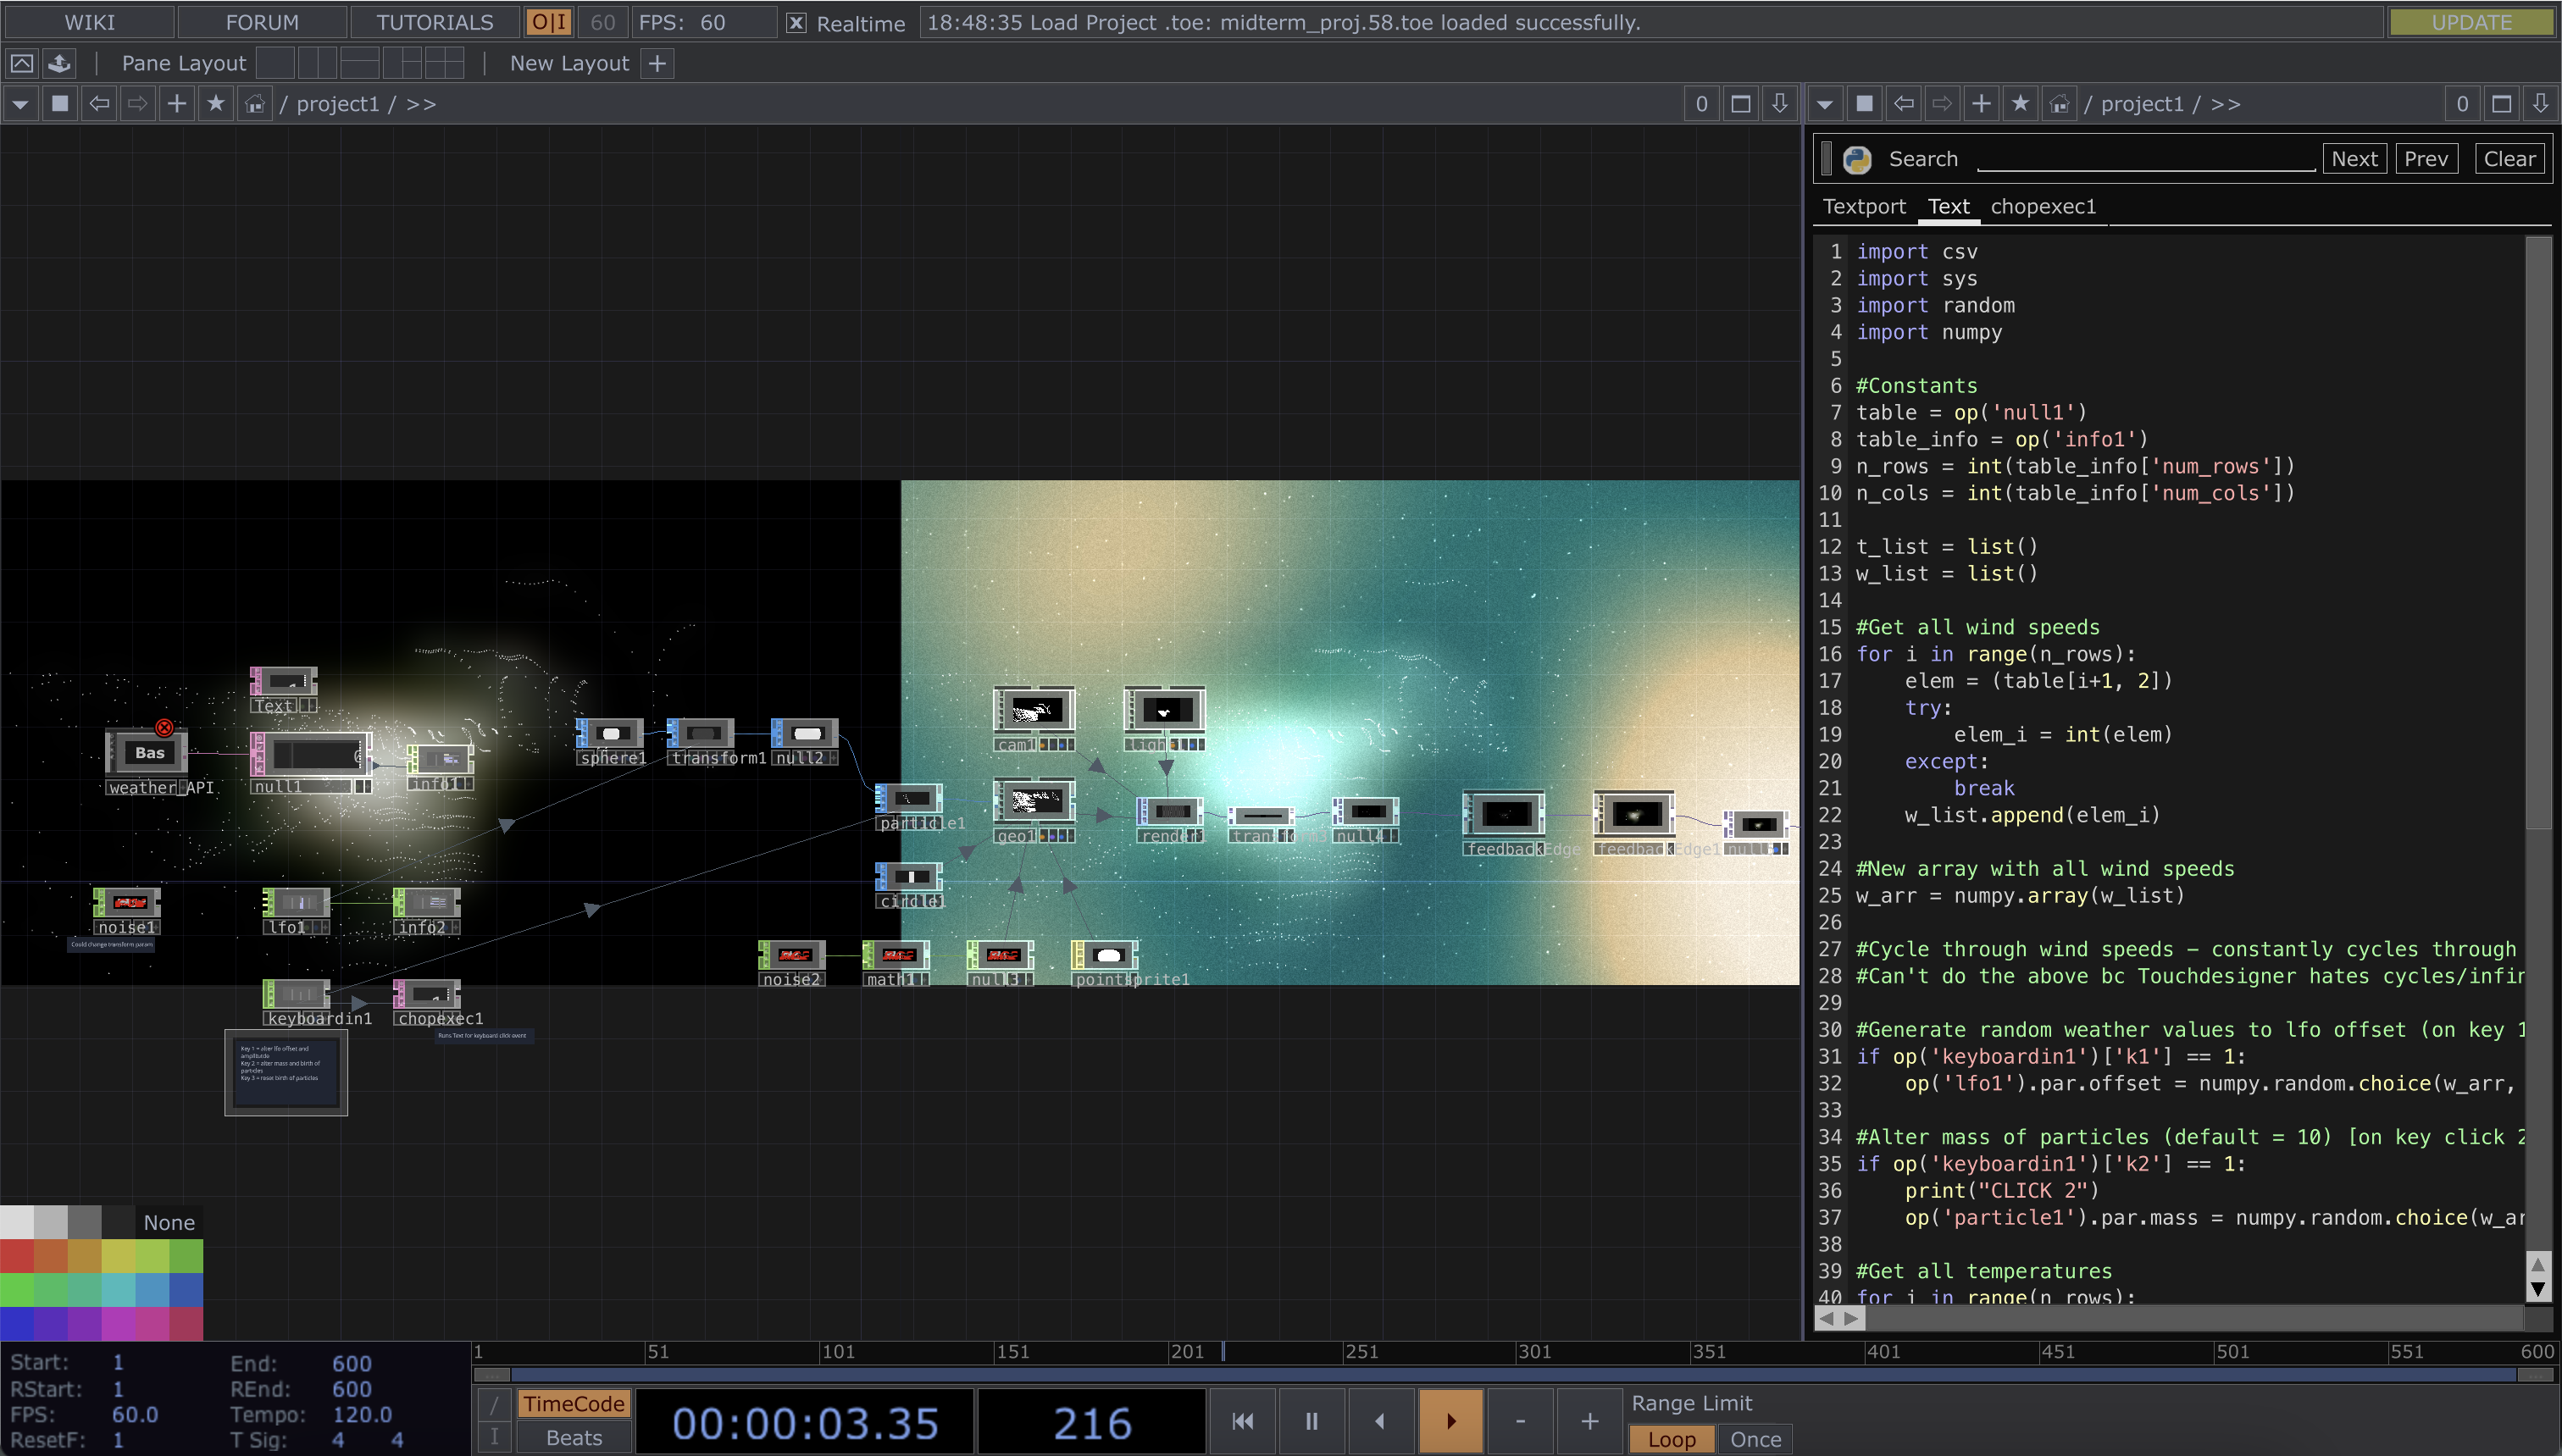 WIKI
FORUM
TUTORIALS
O|I
60
FPS: 60
X Realtime
18:48:35 Load Project .toe: midterm_proj.58.toe loaded successfully.
UPDATE
Pane Layout
New Layout +
/ project1 / >>
0
/ project1 / >>
0
Search
Next
Prev
Clear
Textport
Text
chopexec1
1 import csv
2 import sys
3 import random
4 import numpy
5
6 #Constants
7 table = op('null1')
8 table_info = op('info1')
9 n_rows = int(table_info['num_rows'])
10 n_cols = int(table_info['num_cols'])
11
12 t_list = list()
13 w_list = list()
14
15 #Get all wind speeds
16 for i in range(n_rows):
17 elem = (table[i+1, 2])
18 try:
19 elem_i = int(elem)
20 except:
21 break
22 w_list.append(elem_i)
23
24 #New array with all wind speeds
25 w_arr = numpy.array(w_list)
26
27 #Cycle through wind speeds – constantly cycles through
28 #Can't do the above bc Touchdesigner hates cycles/infin
29
30 #Generate random weather values to lfo offset (on key 1
31 if op('keyboardin1')['k1'] == 1:
32 op('lfo1').par.offset = numpy.random.choice(w_arr,
33
34 #Alter mass of particles (default = 10) [on key click 2
35 if op('keyboardin1')['k2'] == 1:
36 print("CLICK 2")
37 op('particle1').par.mass = numpy.random.choice(w_ar
38
39 #Get all temperatures
40 for i in range(n_rows):
Text
Bas
weather_API
null1
info1
sphere1
transform1
null2
cam1
light1
particle1
geo1
render1
null4
feedbackEdge
feedbackEdge1
circle1
noise1
Could change transform param
lfo1
info2
noise2
math1
null3
pointsprite1
keyboardin1
chopexec1
Runs Text for keyboard click event
Key 1 = alter lfo offset and
amplitude
Key 2 = alter mass and birth of
particles
Key 3 = reset birth of particles
None
Start: 1
End: 600
RStart: 1
REnd: 600
FPS: 60.0
Tempo: 120.0
ResetF: 1
T Sig: 4 4
1 51 101 151 201 251 301 351 401 451 501 551 600
TimeCode
Beats
00:00:03.35
216
- +
Range Limit
Loop
Once